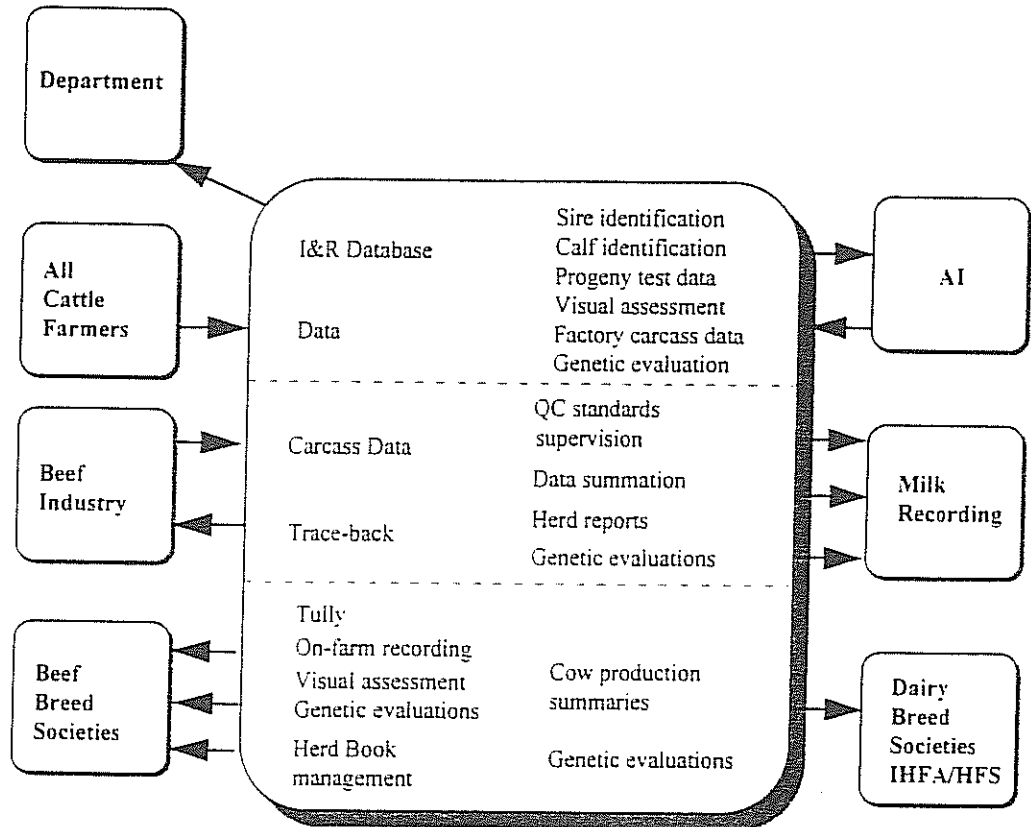 Department
All
Cattle
Farmers
Beef
Industry
Beef
Breed
Societies
I&R Database
Data
Sire identification
Calf identification
Progeny test data
Visual assessment
Factory carcass data
Genetic evaluation
Carcass Data
Trace-back
QC standards
supervision
Data summation
Herd reports
Genetic evaluations
Tully
On-farm recording
Visual assessment
Genetic evaluations
Herd Book
management
Cow production
summaries
Genetic evaluations
AI
Milk
Recording
Dairy
Breed
Societies
IHFA/HFS